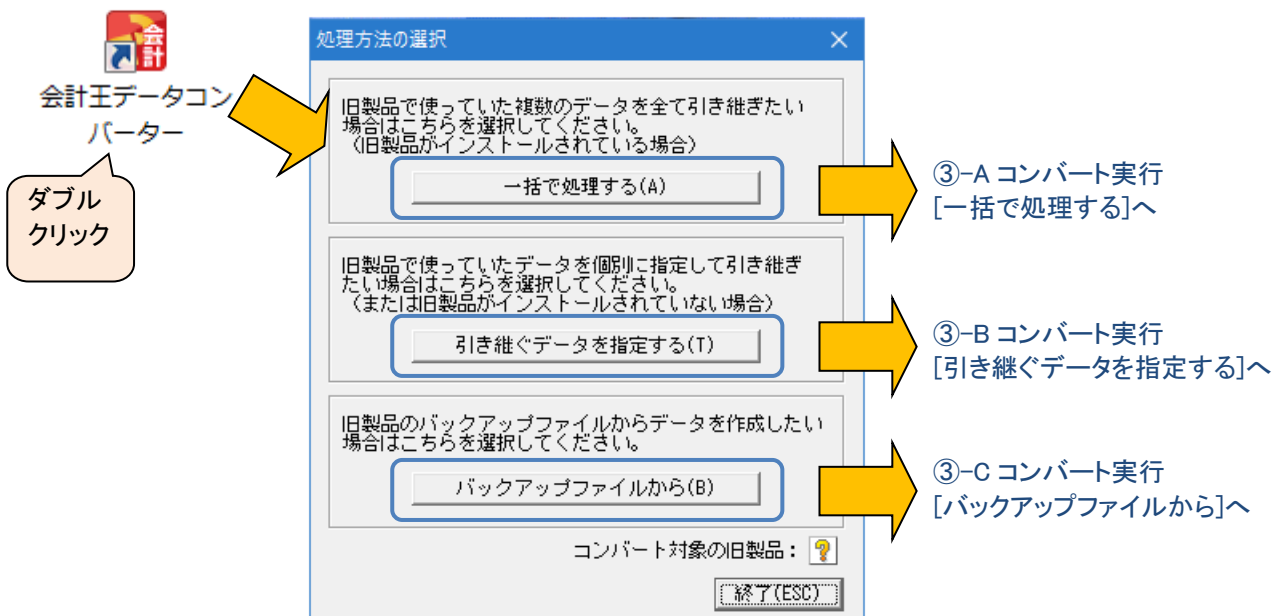 会計
会計王データコン
バーター
ダブル
クリック
処理方法の選択
旧製品で使っていた複数のデータを全て引き継ぎたい
場合はこちらを選択してください。
（旧製品がインストールされている場合）
一括で処理する(A)
③-A コンバート実行
[一括で処理する]へ
旧製品で使っていたデータを個別に指定して引き継ぎ
たい場合はこちらを選択してください。
（または旧製品がインストールされていない場合）
引き継ぐデータを指定する(T)
③-B コンバート実行
[引き継ぐデータを指定する]へ
旧製品のバックアップファイルからデータを作成したい
場合はこちらを選択してください。
バックアップファイルから(B)
③-C コンバート実行
[バックアップファイルから]へ
コンバート対象の旧製品：
終了(ESC)